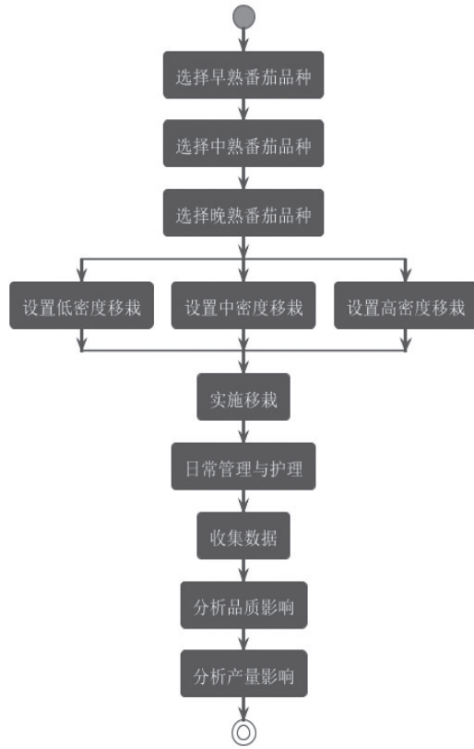 选择早熟番茄品种
选择中熟番茄品种
选择晚熟番茄品种
设置低密度移栽
设置中密度移栽
设置高密度移栽
实施移栽
日常管理与护理
收集数据
分析品质影响
分析产量影响